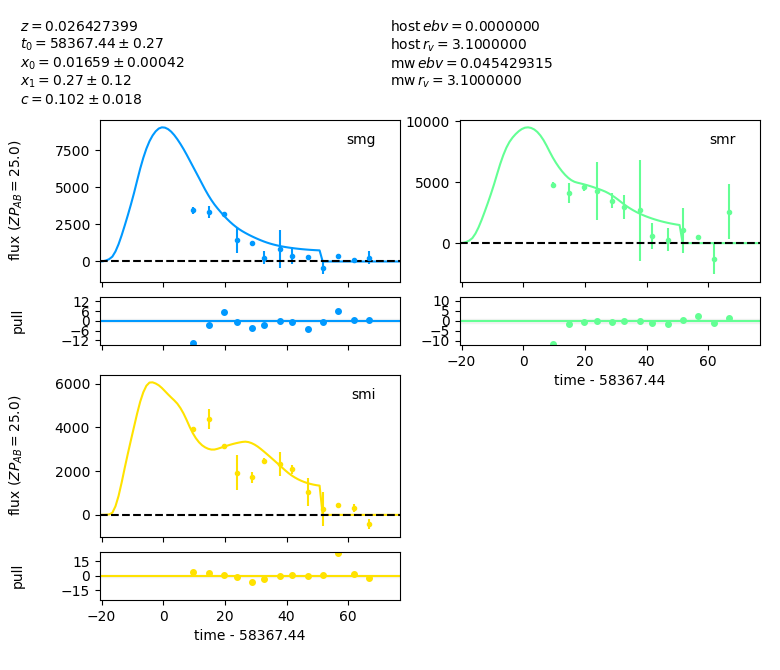 z = 0.026427399
t₀ = 58367.44 ± 0.27
x₀ = 0.01659 ± 0.00042
x₁ = 0.27 ± 0.12
c = 0.102 ± 0.018
host ebv = 0.0000000
host r_v = 3.1000000
mw ebv = 0.045429315
mw r_v = 3.1000000
smg
7500
5000
2500
0
flux (ZP_AB = 25.0)
12
6
0
−6
−12
pull
smr
10000
5000
0
10
5
0
−5
−10
−20 0 20 40 60
time - 58367.44
smi
6000
4000
2000
0
flux (ZP_AB = 25.0)
15
0
−15
pull
−20 0 20 40 60
time - 58367.44